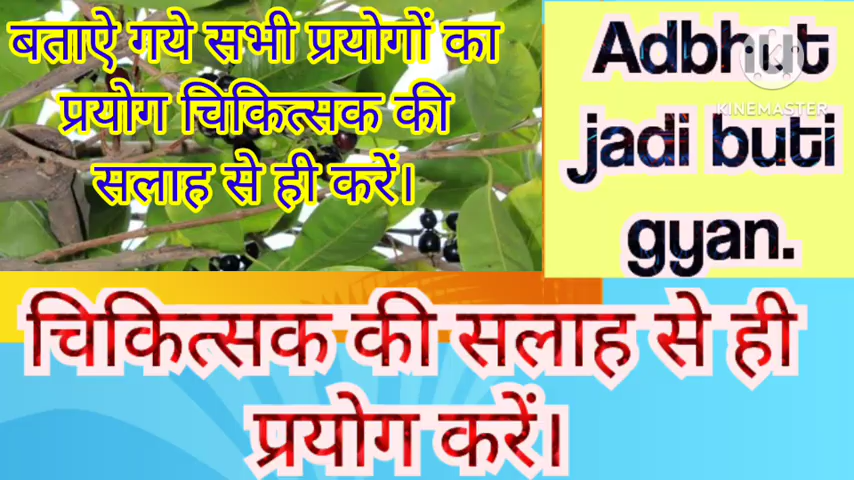 बताऐ गये सभी प्रयोगों का
प्रयोग चिकित्सक की
सलाह से ही करें।
Adbhut
KINEMASTER
jadi buti
gyan.
चिकित्सक की सलाह से ही
प्रयोग करें।